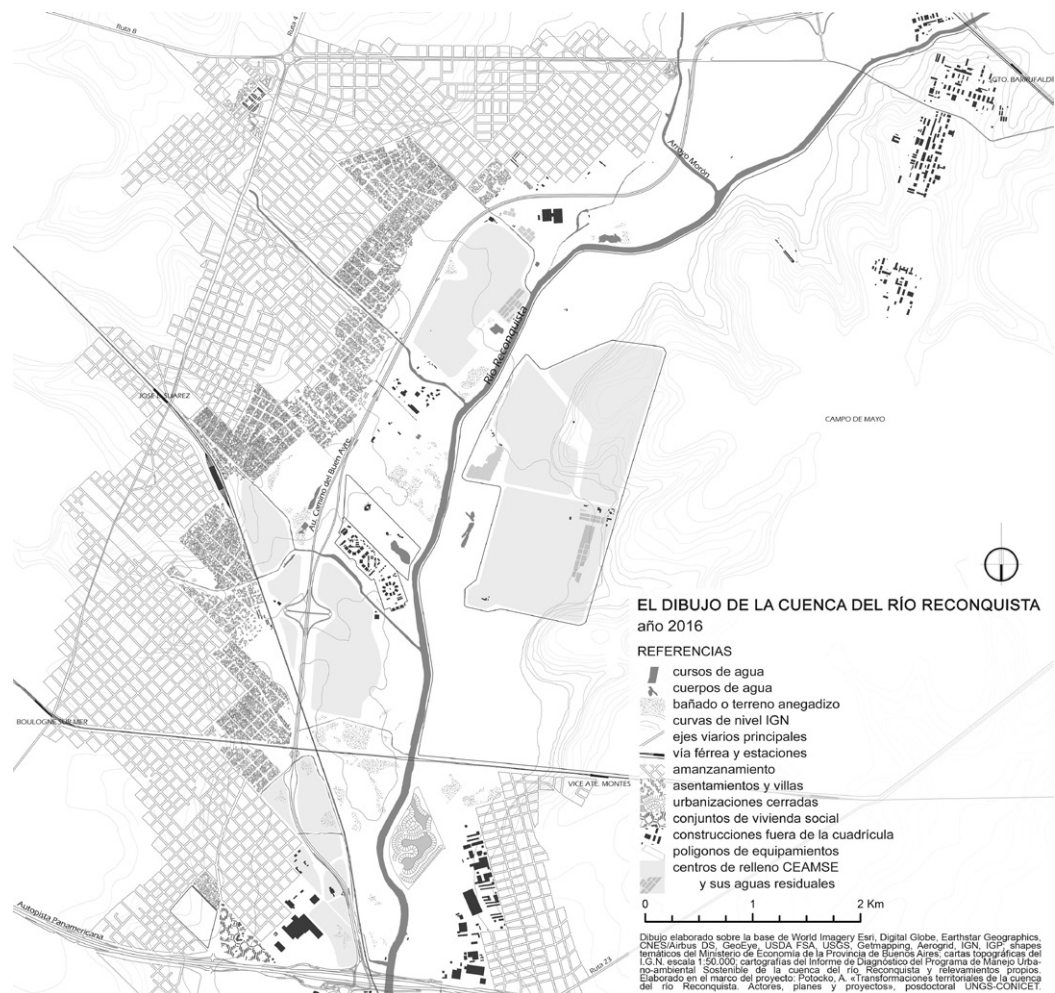 Ruta 8
Ruta 4
GTO. BARRUFALDI
Arroyo Morón
Río Reconquista
JOSÉ L. SUAREZ
CAMPO DE MAYO
Au. Camino del Buen Ayre
BOULOGNE SUR MER
VICE ATE. MONTES
Autopista Panamericana
Ruta 23
EL DIBUJO DE LA CUENCA DEL RÍO RECONQUISTA
año 2016
REFERENCIAS
cursos de agua
cuerpos de agua
bañado o terreno anegadizo
curvas de nivel IGN
ejes viarios principales
vía férrea y estaciones
amanzanamiento
asentamientos y villas
urbanizaciones cerradas
conjuntos de vivienda social
construcciones fuera de la cuadrícula
polígonos de equipamientos
centros de relleno CEAMSE
y sus aguas residuales
0 1 2 Km
Dibujo elaborado sobre la base de World Imagery Esri, Digital Globe, Earthstar Geographics,
CNES/Airbus DS, GeoEye, USDA FSA, USGS, Getmapping, Aerogrid, IGN, IGP; shapes
temáticos del Ministerio de Economía de la Provincia de Buenos Aires; cartas topográficas del
I.G.N. escala 1:50.000; cartografías del Informe de Diagnóstico del Programa de Manejo Urba-
no-ambiental Sostenible de la cuenca del río Reconquista y relevamientos propios.
Elaborado en el marco del proyecto: Potocko, A. «Transformaciones territoriales de la cuenca
del río Reconquista. Actores, planes y proyectos», posdoctoral UNGS-CONICET.